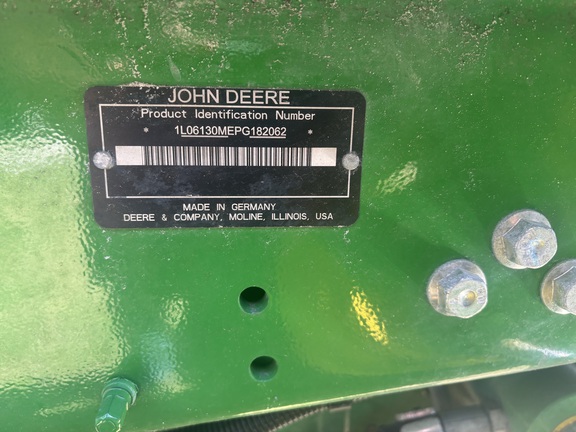 JOHN DEERE
Product Identification Number
* 1L06130MEPG182062 *
MADE IN GERMANY
DEERE & COMPANY, MOLINE, ILLINOIS, USA